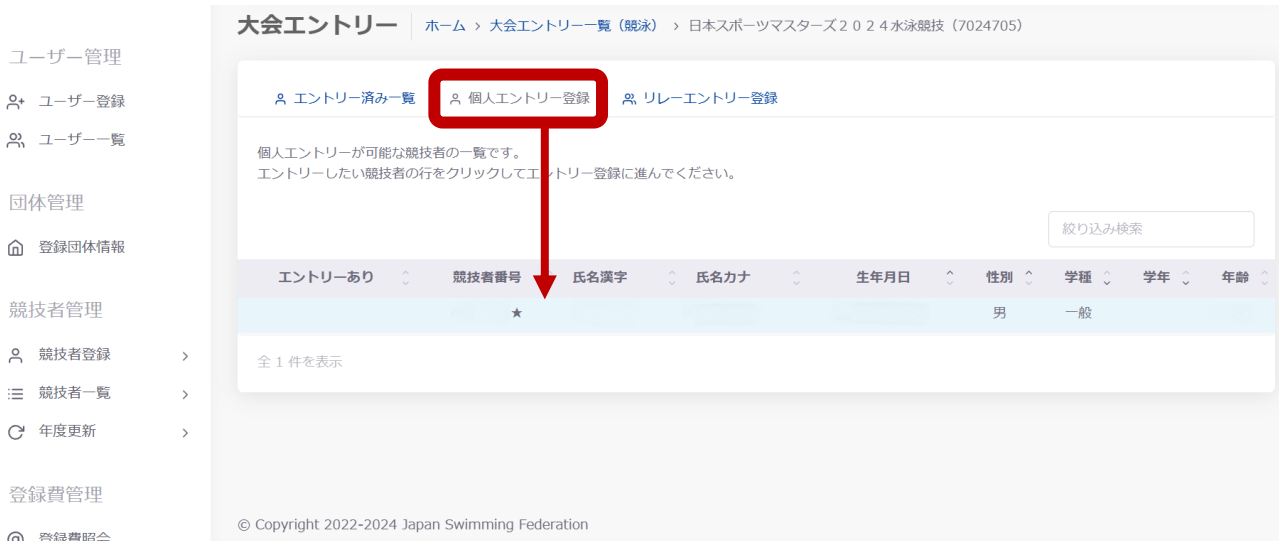 大会エントリー ホーム > 大会エントリー一覧（競泳） > 日本スポーツマスターズ２０２４水泳競技（7024705）
ユーザー管理
ユーザー登録
ユーザー一覧
団体管理
登録団体情報
競技者管理
競技者登録
競技者一覧
年度更新
登録費管理
登録費照会
エントリー済み一覧 個人エントリー登録 リレーエントリー登録
個人エントリーが可能な競技者の一覧です。
エントリーしたい競技者の行をクリックしてエントリー登録に進んでください。
絞り込み検索
エントリーあり 競技者番号 氏名漢字 氏名カナ 生年月日 性別 学種 学年 年齢
★ 男 一般
全 1 件を表示
© Copyright 2022-2024 Japan Swimming Federation